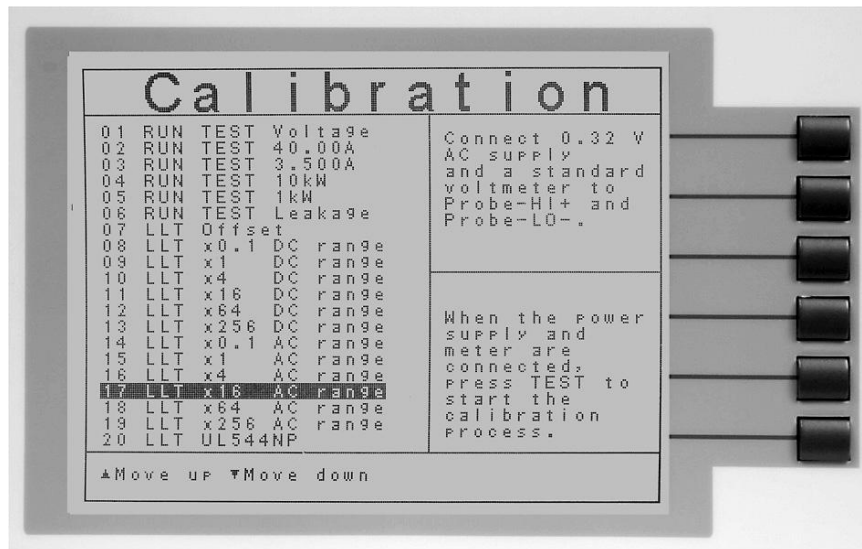 Calibration
01 RUN TEST Voltage
02 RUN TEST 40.00A
03 RUN TEST 3.500A
04 RUN TEST 10kW
05 RUN TEST 1kW
06 RUN TEST Leakage
07 LLT Offset
08 LLT x0.1 DC range
09 LLT x1 DC range
10 LLT x4 DC range
11 LLT x16 DC range
12 LLT x64 DC range
13 LLT x256 DC range
14 LLT x0.1 AC range
15 LLT x1 AC range
16 LLT x4 AC range
17 LLT x16 AC range
18 LLT x64 AC range
19 LLT x256 AC range
20 LLT UL544NP
Connect 0.32 V
AC supply
and a standard
voltmeter to
Probe-HI+ and
Probe-LO-.
When the power
supply and
meter are
connected,
press TEST to
start the
calibration
process.
▲Move up ▼Move down